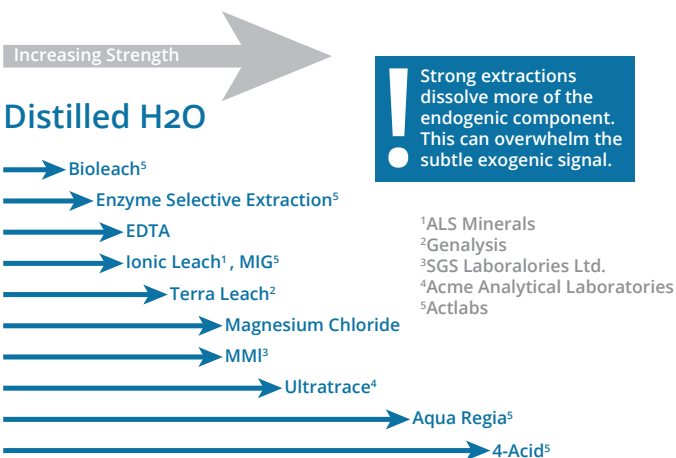 Increasing Strength
Distilled H2O
Bioleach⁵
Enzyme Selective Extraction⁵
EDTA
Ionic Leach¹ , MIG⁵
Terra Leach²
Magnesium Chloride
MMI³
Ultratrace⁴
Aqua Regia⁵
4-Acid⁵
!
Strong extractions
dissolve more of the
endogenic component.
This can overwhelm the
subtle exogenic signal.
¹ALS Minerals
²Genalysis
³SGS Laboralories Ltd.
⁴Acme Analytical Laboratories
⁵Actlabs